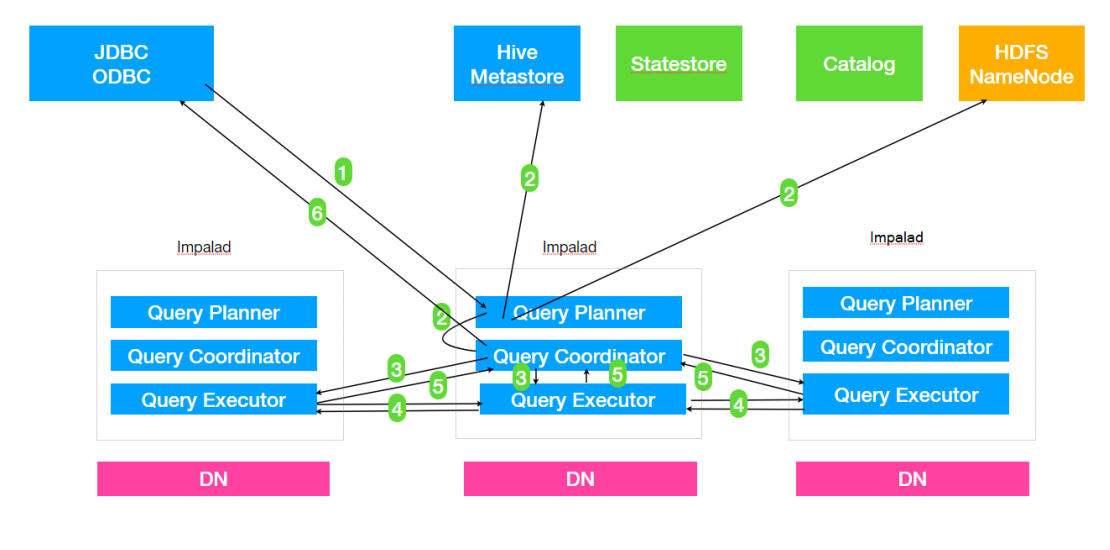 JDBC
ODBC
Hive
Metastore
Statestore
Catalog
HDFS
NameNode
1
2
2
6
Impalad
Impalad
Impalad
Query Planner
Query Planner
Query Planner
2
Query Coordinator
Query Coordinator
Query Coordinator
3
3
3
5
5
5
Query Executor
Query Executor
Query Executor
4
4
DN
DN
DN